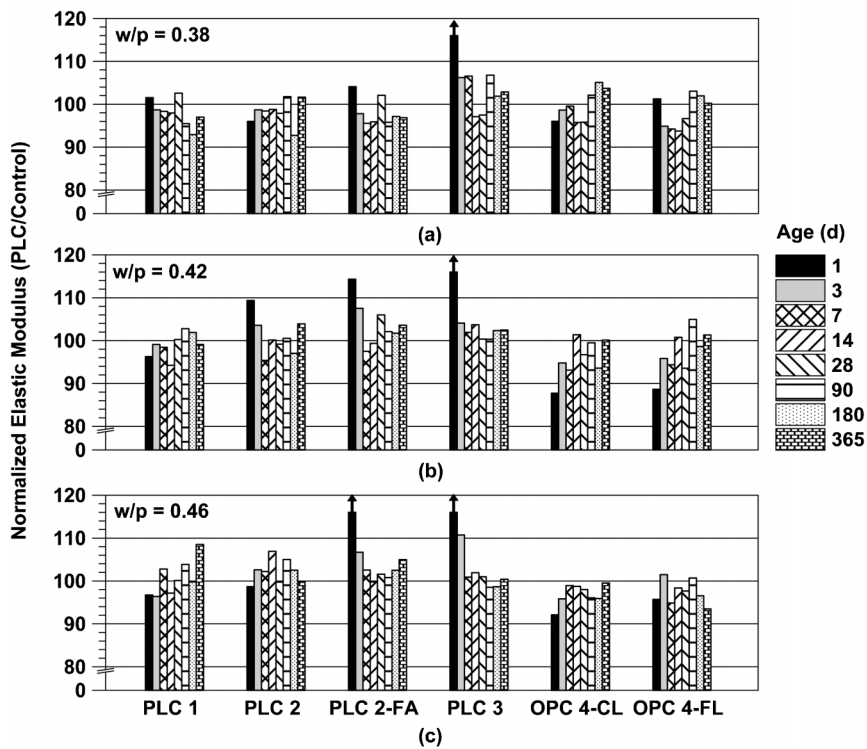 Normalized Elastic Modulus (PLC/Control)
120
110
100
90
80
0
w/p = 0.38
(a)
120
110
100
90
80
0
w/p = 0.42
(b)
120
110
100
90
80
0
w/p = 0.46
PLC 1 PLC 2 PLC 2-FA PLC 3 OPC 4-CL OPC 4-FL
(c)
Age (d)
1
3
7
14
28
90
180
365